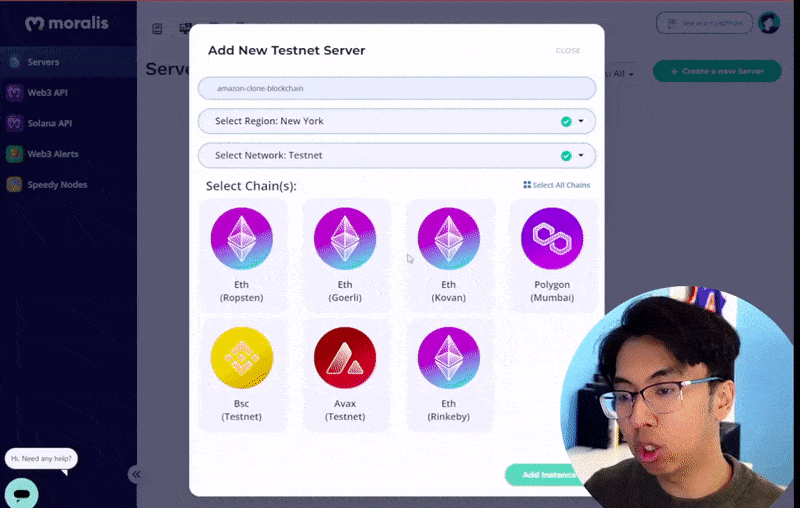 moralis
Servers
Web3 API
Solana API
Web3 Alerts
Speedy Nodes
Hi. Need any help?
Add New Testnet Server
CLOSE
amazon-clone-blockchain
Select Region: New York
Select Network: Testnet
Select Chain(s):
Select All Chains
Eth
(Ropsten)
Eth
(Goerli)
Eth
(Kovan)
Polygon
(Mumbai)
Bsc
(Testnet)
Avax
(Testnet)
Eth
(Rinkeby)
Add Instance
Serve
: All
+ Create a new Server